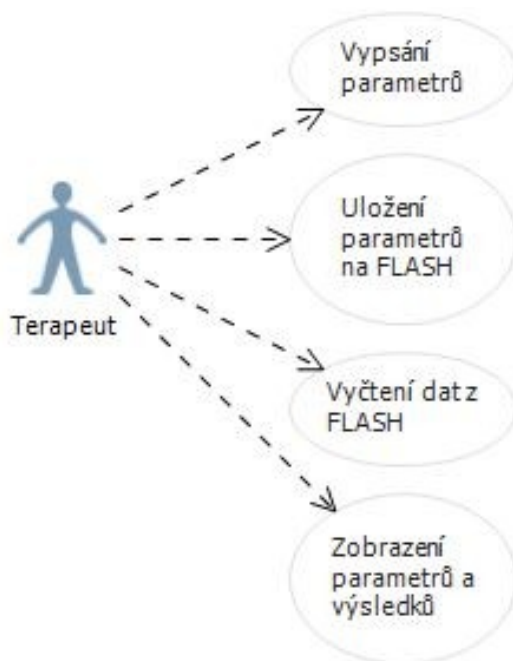 Vypsání
parametrů
Uložení
parametrů
na FLASH
Terapeut
Vyčtení dat z
FLASH
Zobrazení
parametrů a
výsledků